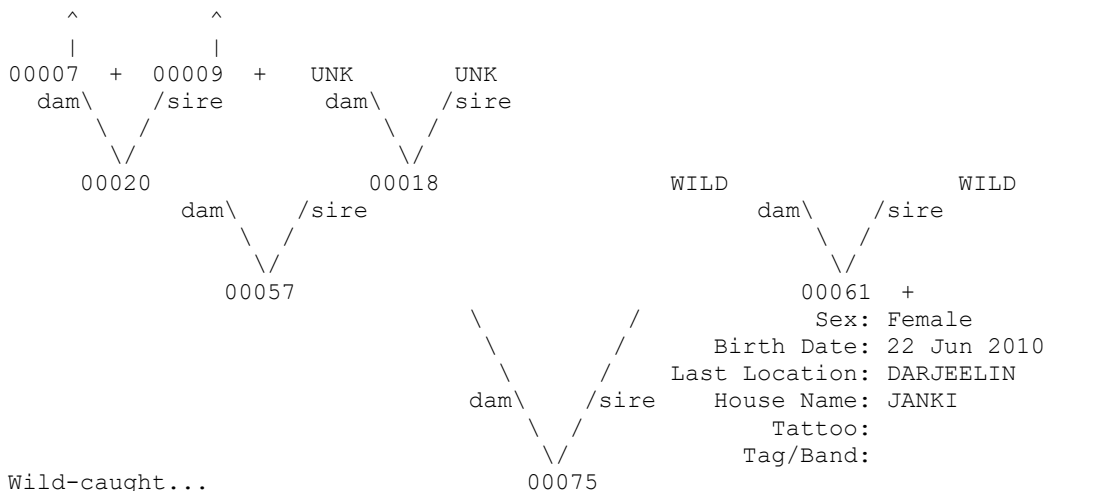 ^ ^
| |
00007 + 00009 + UNK UNK
dam\ /sire dam\ /sire
\ / \ /
\/ \/
00020 00018 WILD WILD
dam\ /sire dam\ /sire
\ / \ /
\/ \/
00057 00061 +
\ / Sex: Female
\ / Birth Date: 22 Jun 2010
\ / Last Location: DARJEELIN
dam\ /sire House Name: JANKI
\ / Tattoo:
\/ Tag/Band:
Wild-caught... 00075